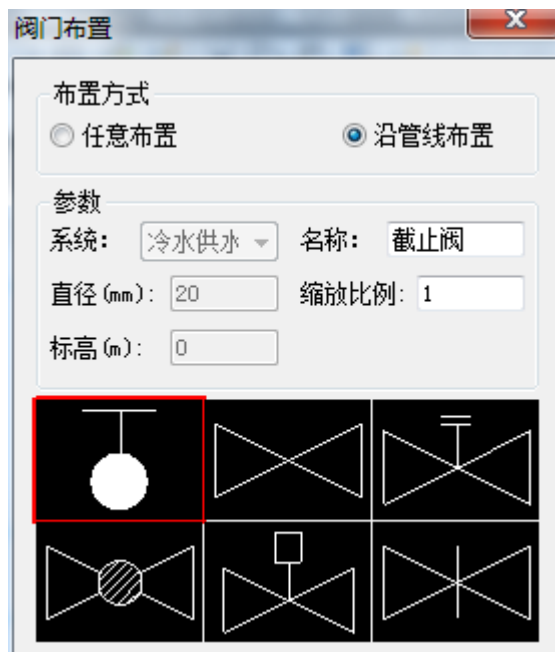 阀门布置
布置方式
任意布置 沿管线布置
参数
系统: 冷水供水 名称: 截止阀
直径(mm): 20 缩放比例: 1
标高(m): 0